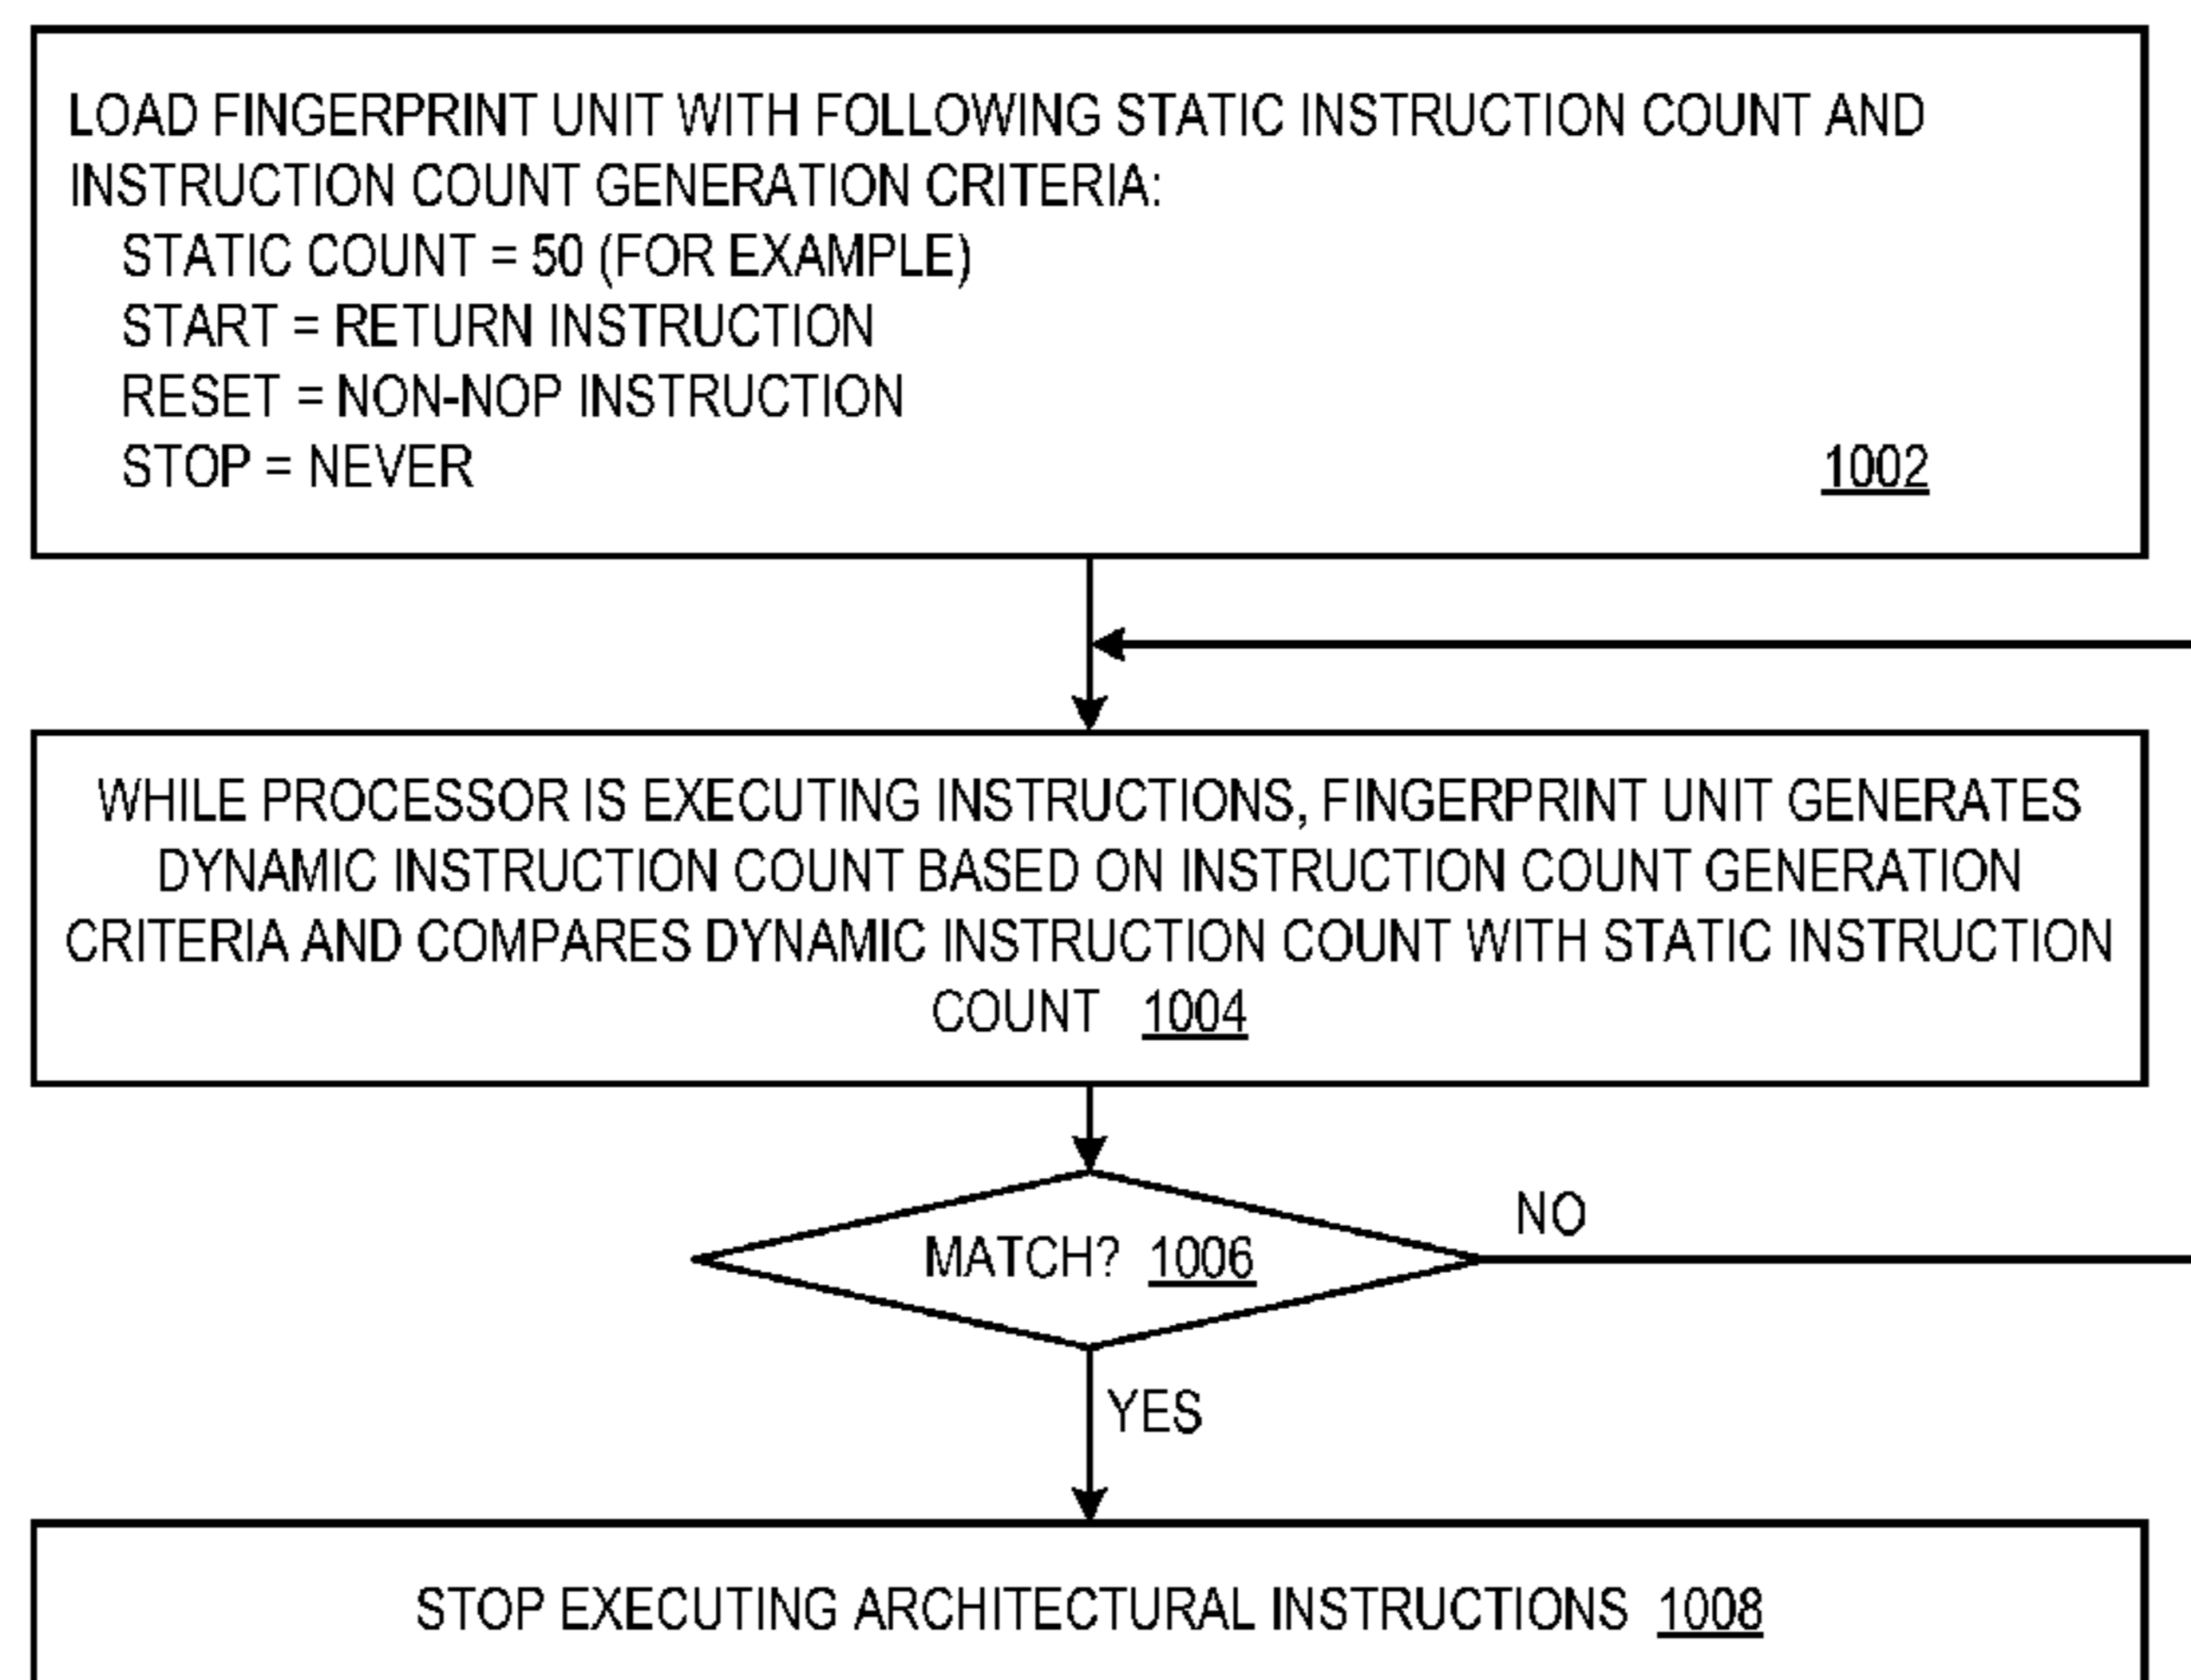 LOAD FINGERPRINT UNIT WITH FOLLOWING STATIC INSTRUCTION COUNT AND
INSTRUCTION COUNT GENERATION CRITERIA:
STATIC COUNT = 50 (FOR EXAMPLE)
START = RETURN INSTRUCTION
RESET = NON-NOP INSTRUCTION
STOP = NEVER 1002
WHILE PROCESSOR IS EXECUTING INSTRUCTIONS, FINGERPRINT UNIT GENERATES
DYNAMIC INSTRUCTION COUNT BASED ON INSTRUCTION COUNT GENERATION
CRITERIA AND COMPARES DYNAMIC INSTRUCTION COUNT WITH STATIC INSTRUCTION
COUNT 1004
NO
MATCH? 1006
YES
STOP EXECUTING ARCHITECTURAL INSTRUCTIONS 1008